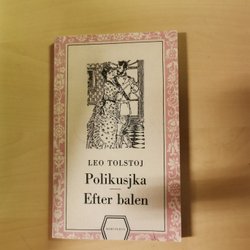 LEO TOLSTOJ
Polikusjka
Efter balen